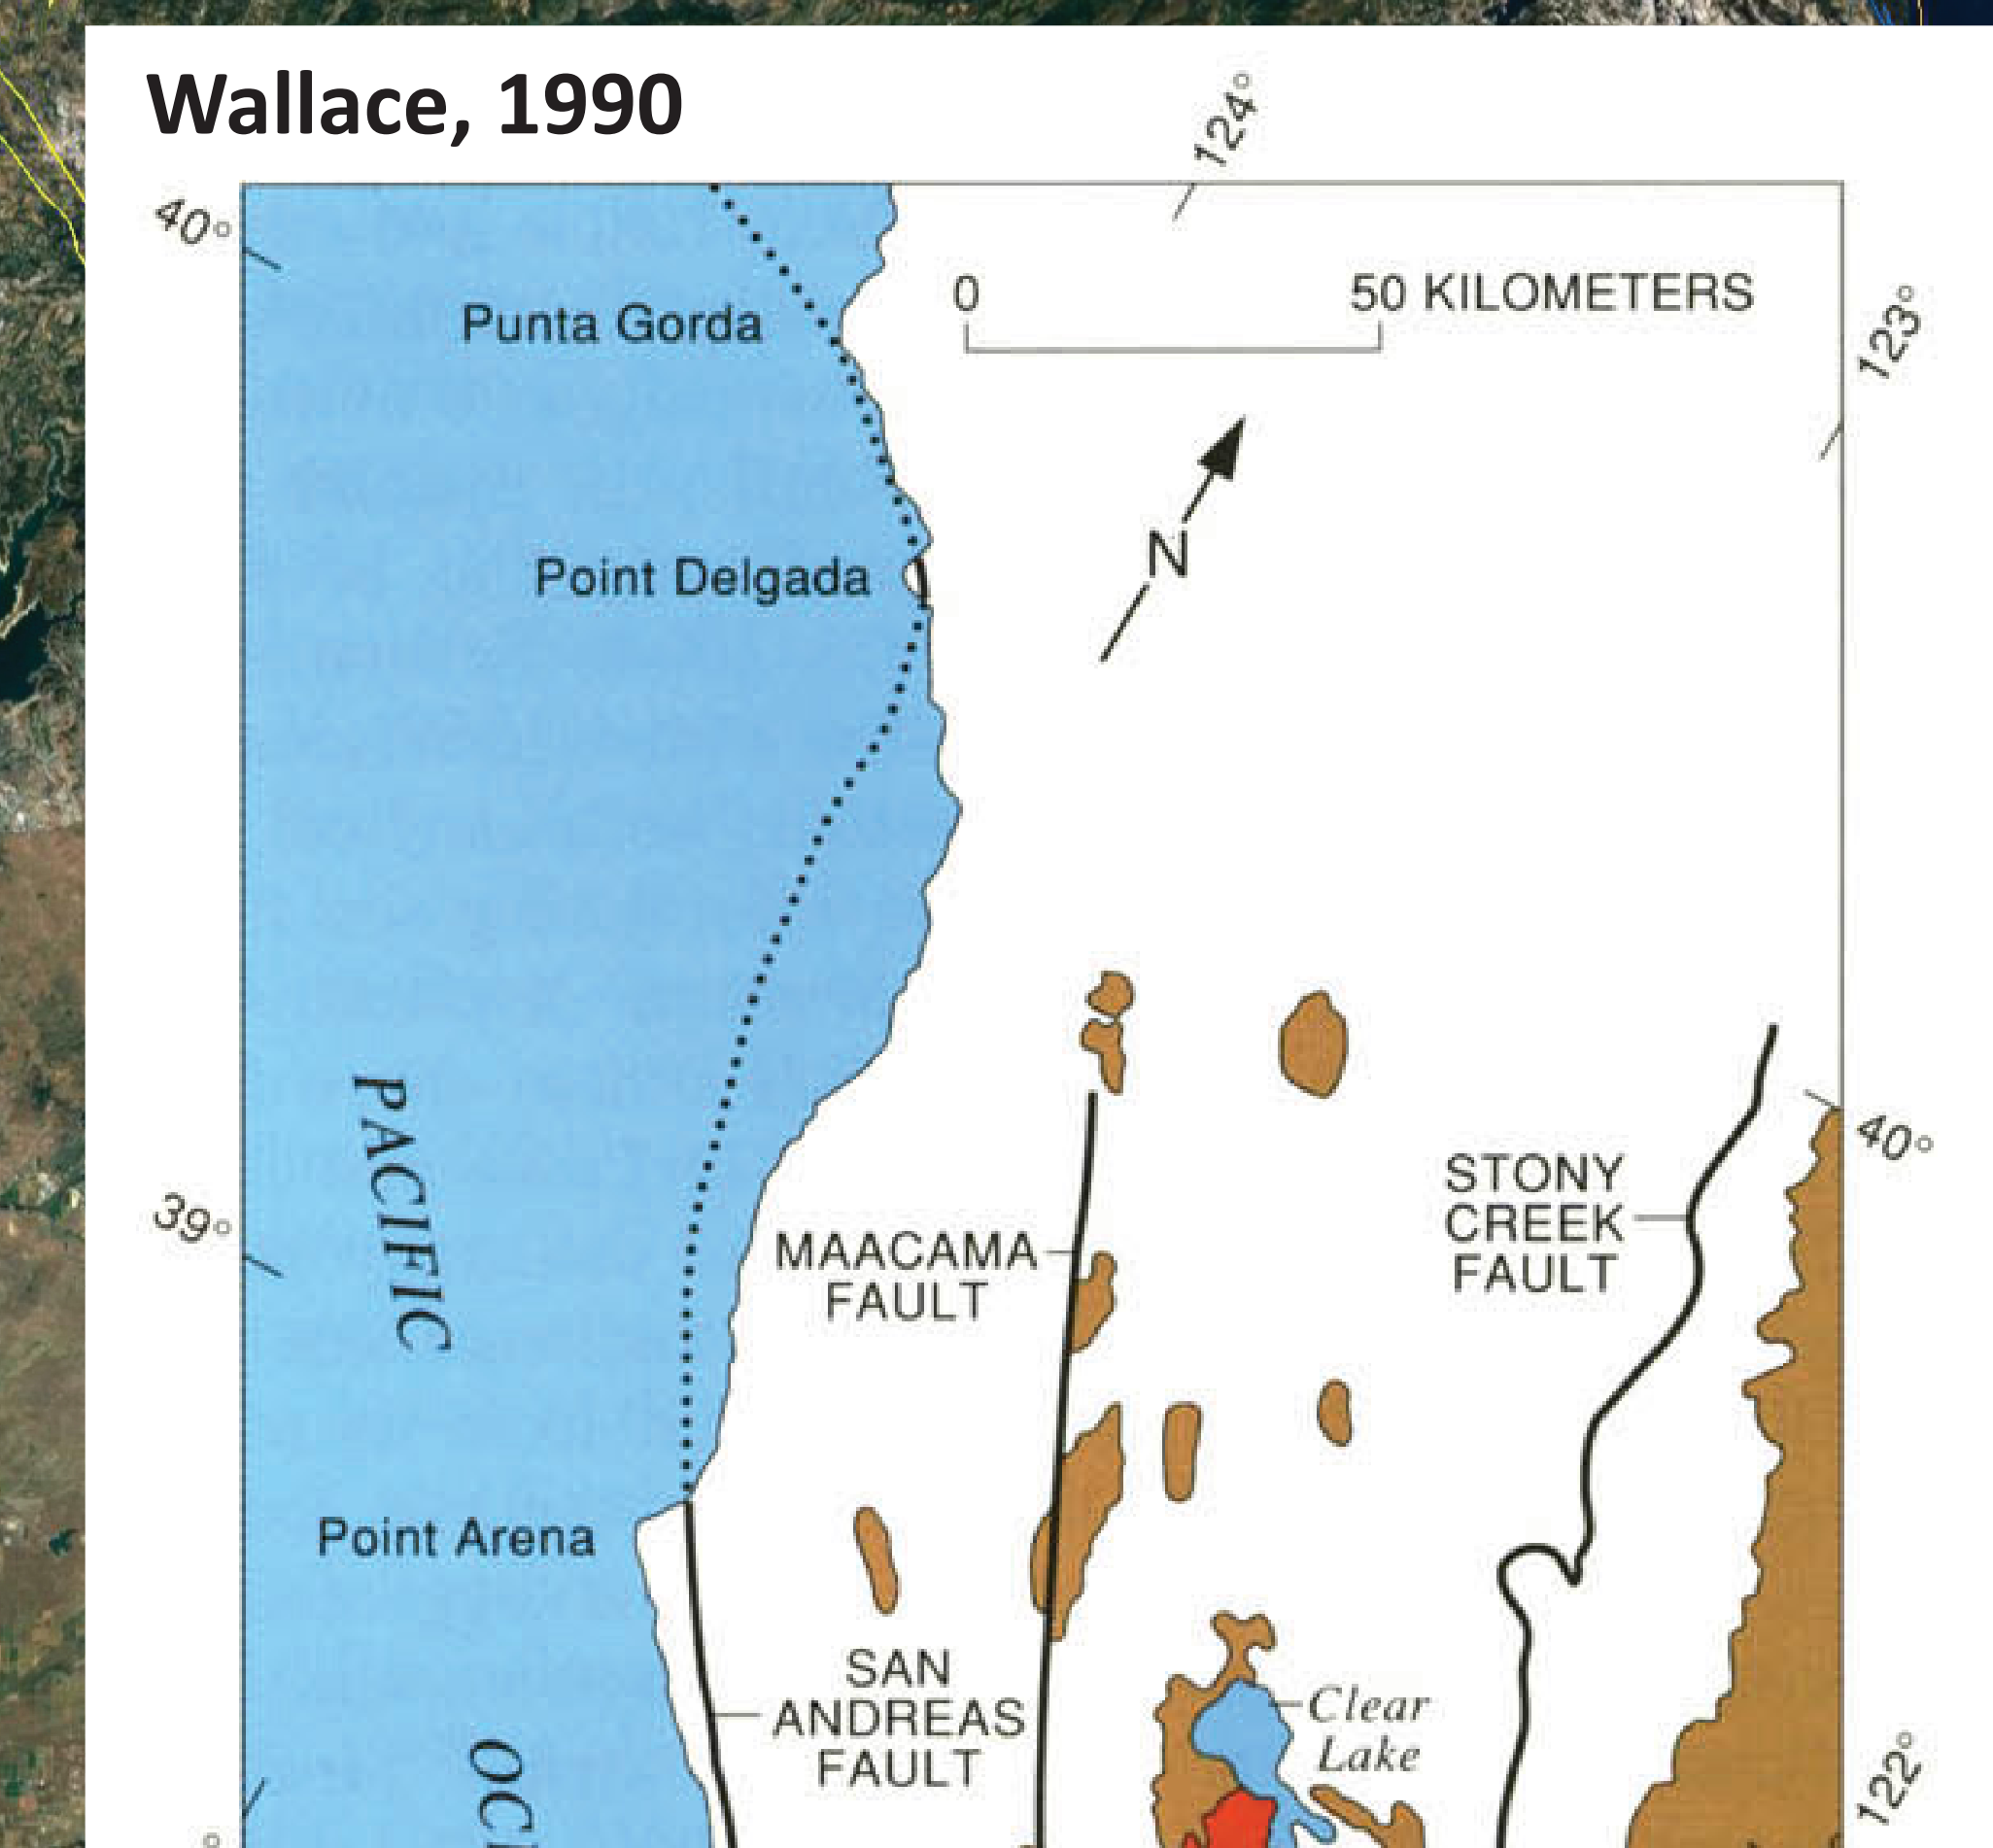 Wallace, 1990
124°
40°
123°
0 50 KILOMETERS
Punta Gorda
N
Point Delgada
PACIFIC
40°
STONY
CREEK
FAULT
39°
MAACAMA
FAULT
Point Arena
SAN
ANDREAS
FAULT
Clear
Lake
122°